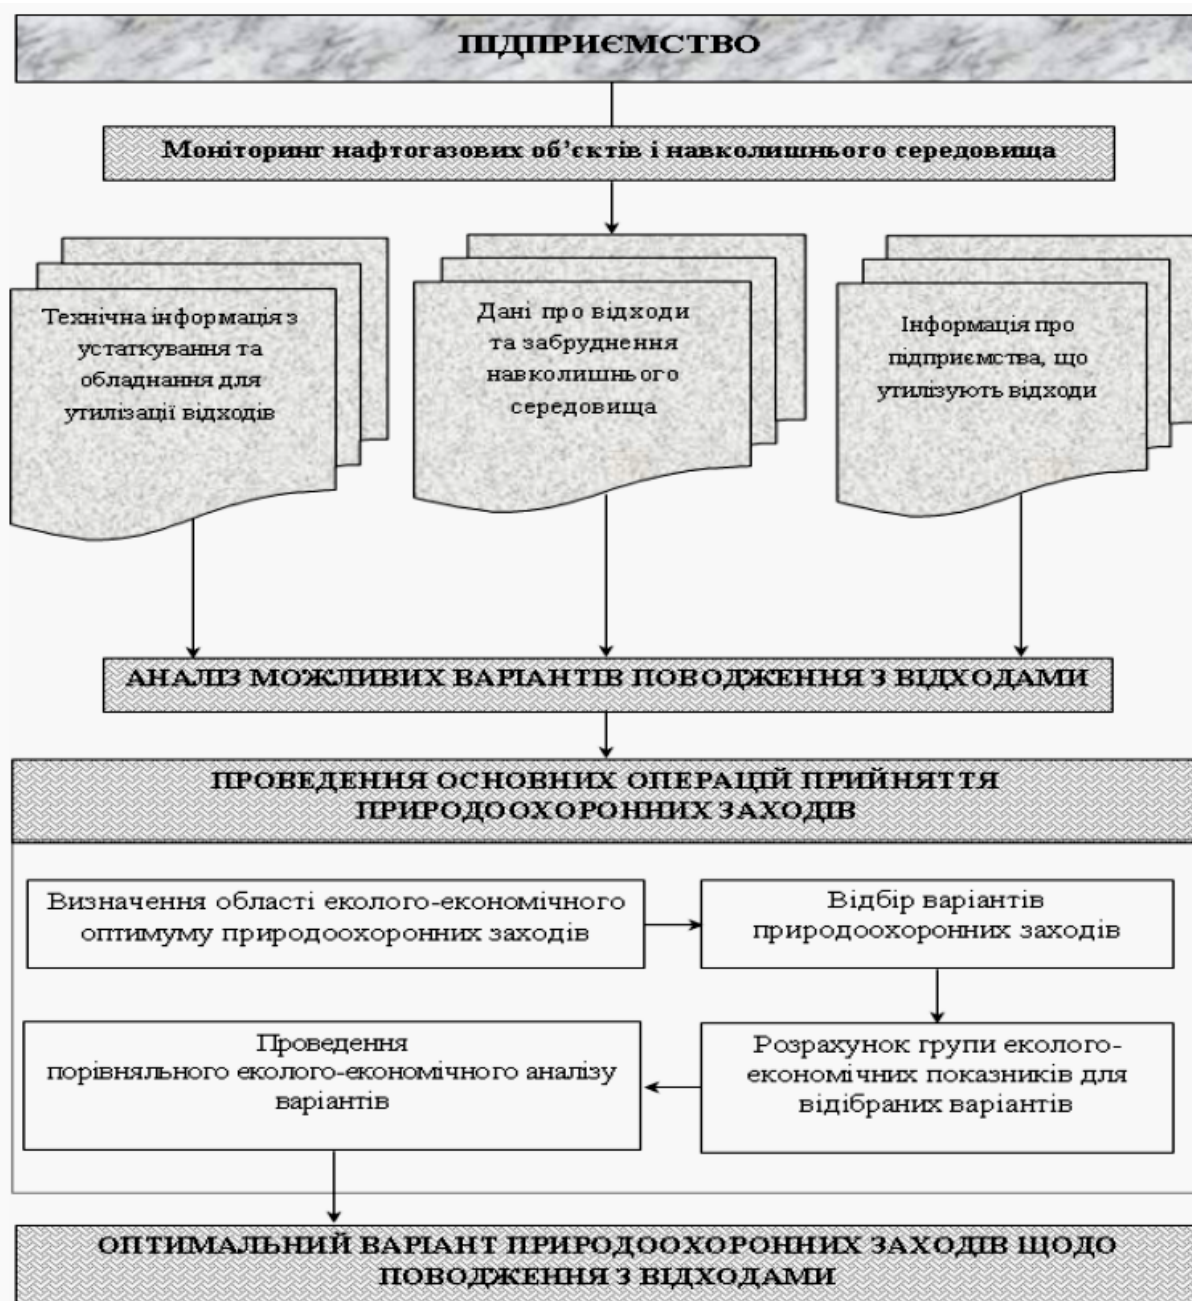 ПІДПРИЄМСТВО
Моніторинг нафтогазових об’єктів і навколишнього середовища
Технічна інформація з
устаткування та
обладнання для
утилізації відходів
Дані про відходи
та забруднення
навколишнього
середовища
Інформація про
підприємства, що
утилізують відходи
АНАЛІЗ МОЖЛИВИХ ВАРІАНТІВ ПОВОДЖЕННЯ З ВІДХОДАМИ
ПРОВЕДЕННЯ ОСНОВНИХ ОПЕРАЦІЙ ПРИЙНЯТТЯ
ПРИРОДООХОРОННИХ ЗАХОДІВ
Визначення області еколого-економічного
оптимуму природоохоронних заходів
Відбір варіантів
природоохоронних заходів
Проведення
порівняльного еколого-економічного аналізу
варіантів
Розрахунок групи еколого-
економічних показників для
відібраних варіантів
ОПТИМАЛЬНИЙ ВАРІАНТ ПРИРОДООХОРОННИХ ЗАХОДІВ ЩОДО
ПОВОДЖЕННЯ З ВІДХОДАМИ